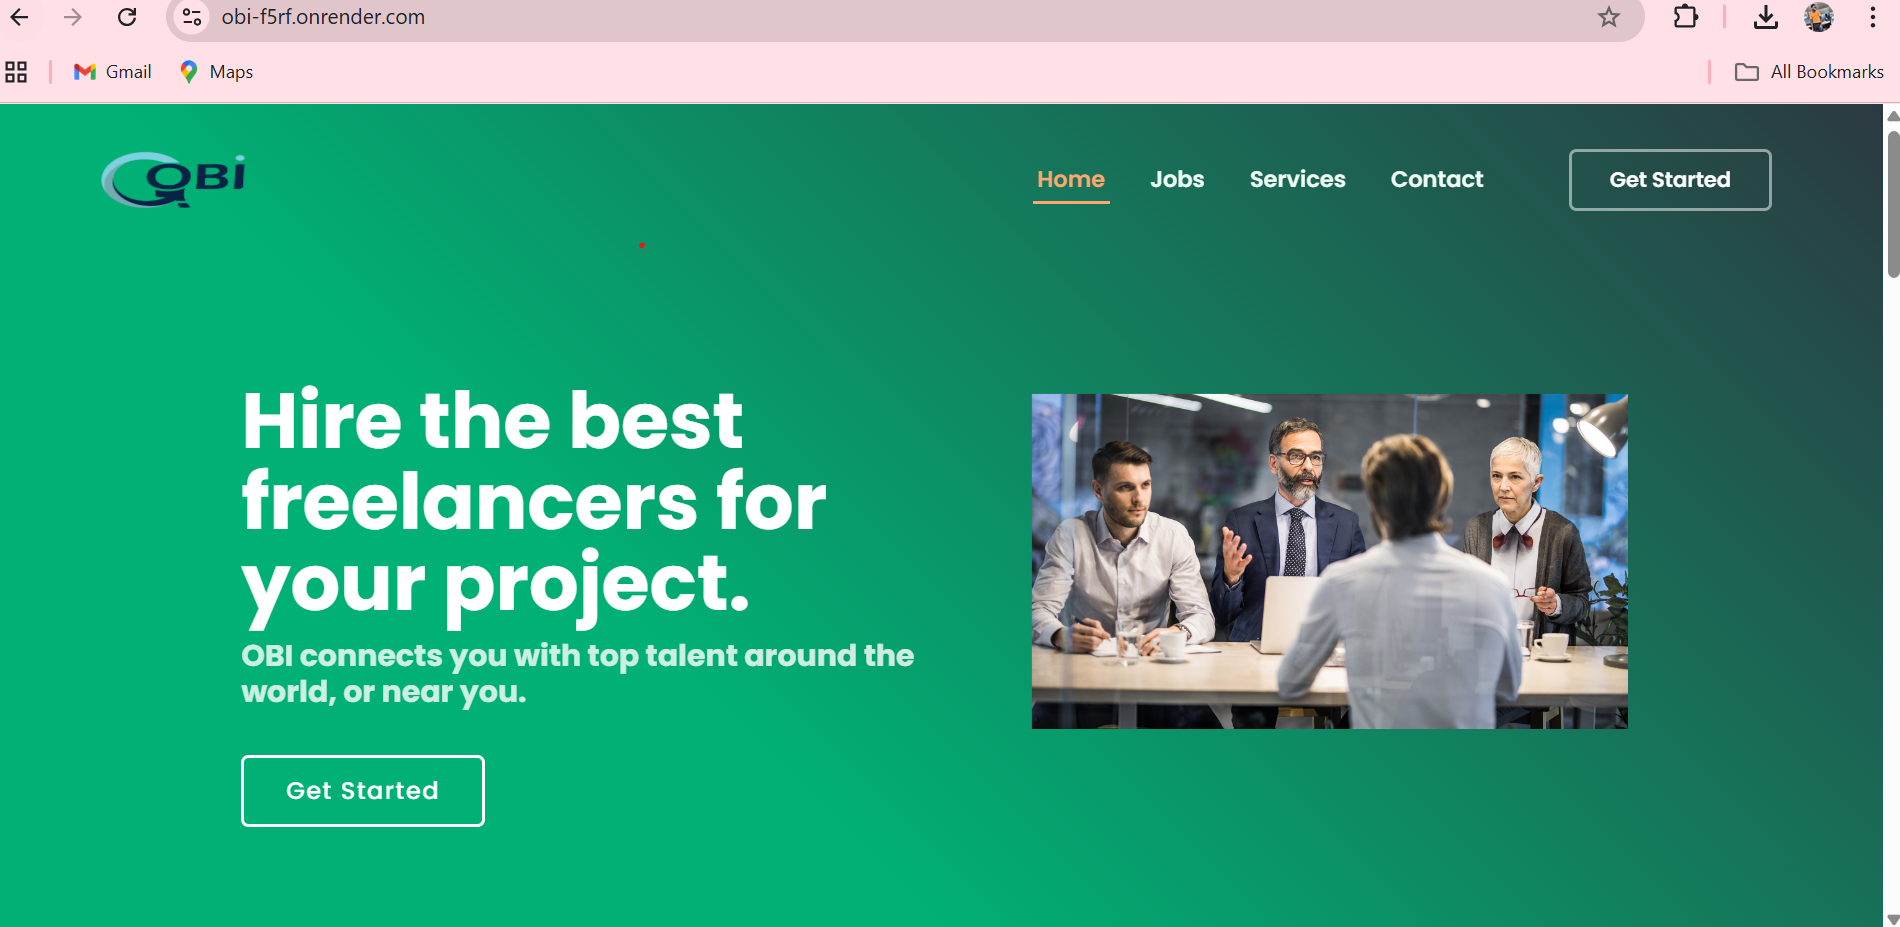 obi-f5rf.onrender.com
Gmail
Maps
All Bookmarks
OBi
Home
Jobs
Services
Contact
Get Started
Hire the best
freelancers for
your project.
OBI connects you with top talent around the
world, or near you.
Get Started